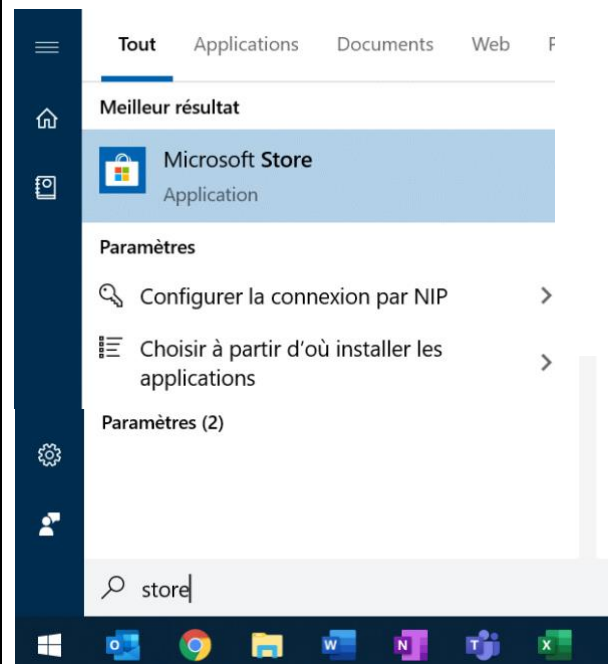 Tout Applications Documents Web
Meilleur résultat
Microsoft Store
Application
Paramètres
Configurer la connexion par NIP
Choisir à partir d'où installer les
applications
Paramètres (2)
store